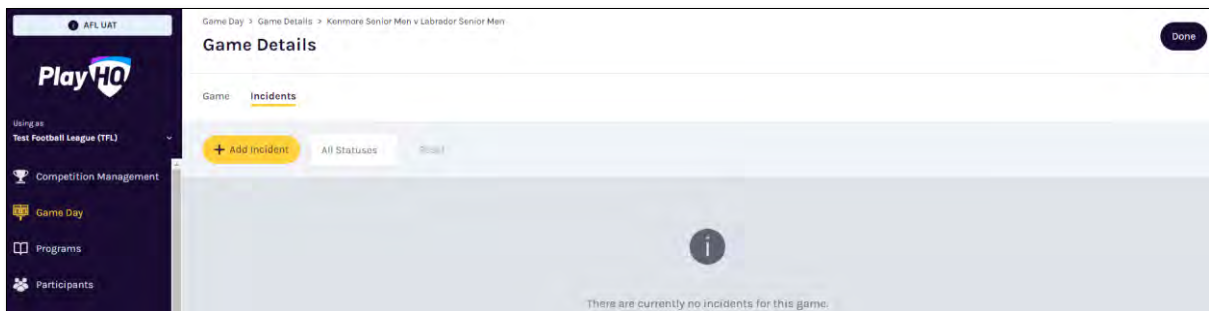 AFL UAT
PlayHQ
Using as
Test Football League (TFL)
Competition Management
Game Day
Programs
Participants
Game Day > Game Details > Kenmore Senior Men v Labrador Senior Men
Game Details
Done
Game Incidents
+ Add Incident All Statuses Reset
There are currently no incidents for this game.